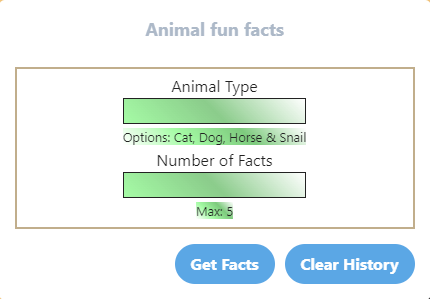 Animal fun facts
Animal Type
Options: Cat, Dog, Horse & Snail
Number of Facts
Max: 5
Get Facts
Clear History